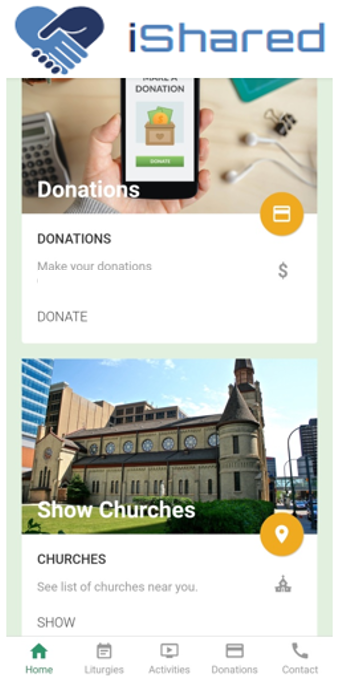 iShared
MAKE A
DONATION
DONATE
Donations
DONATIONS
Make your donations
$
DONATE
Show Churches
CHURCHES
See list of churches near you.
SHOW
Home
Liturgies
Activities
Donations
Contact